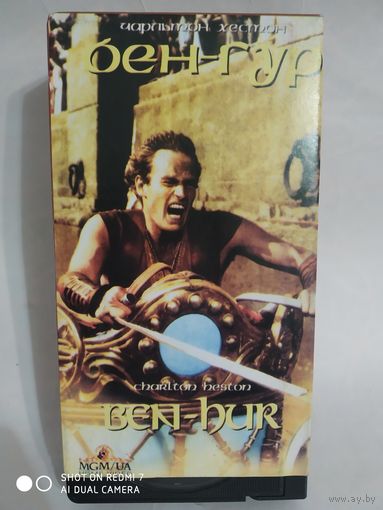 Чарльтон Хестон
Бен-Гур
Charlton Heston
Ben-Hur
MGM/UA
SHOT ON REDMI 7
AI DUAL CAMERA
www.ay.by